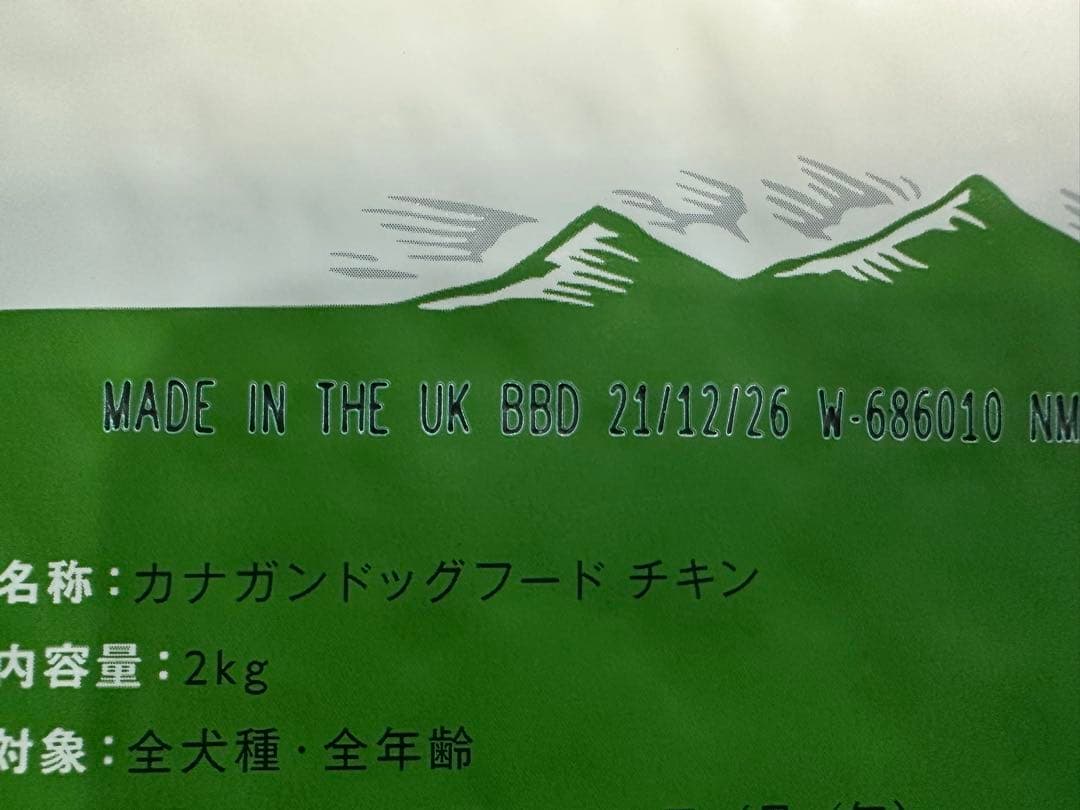 MADE IN THE UK BBD 21/12/26 W-686010 NM
名称：カナガンドッグフード チキン
内容量：2kg
対象：全犬種・全年齢